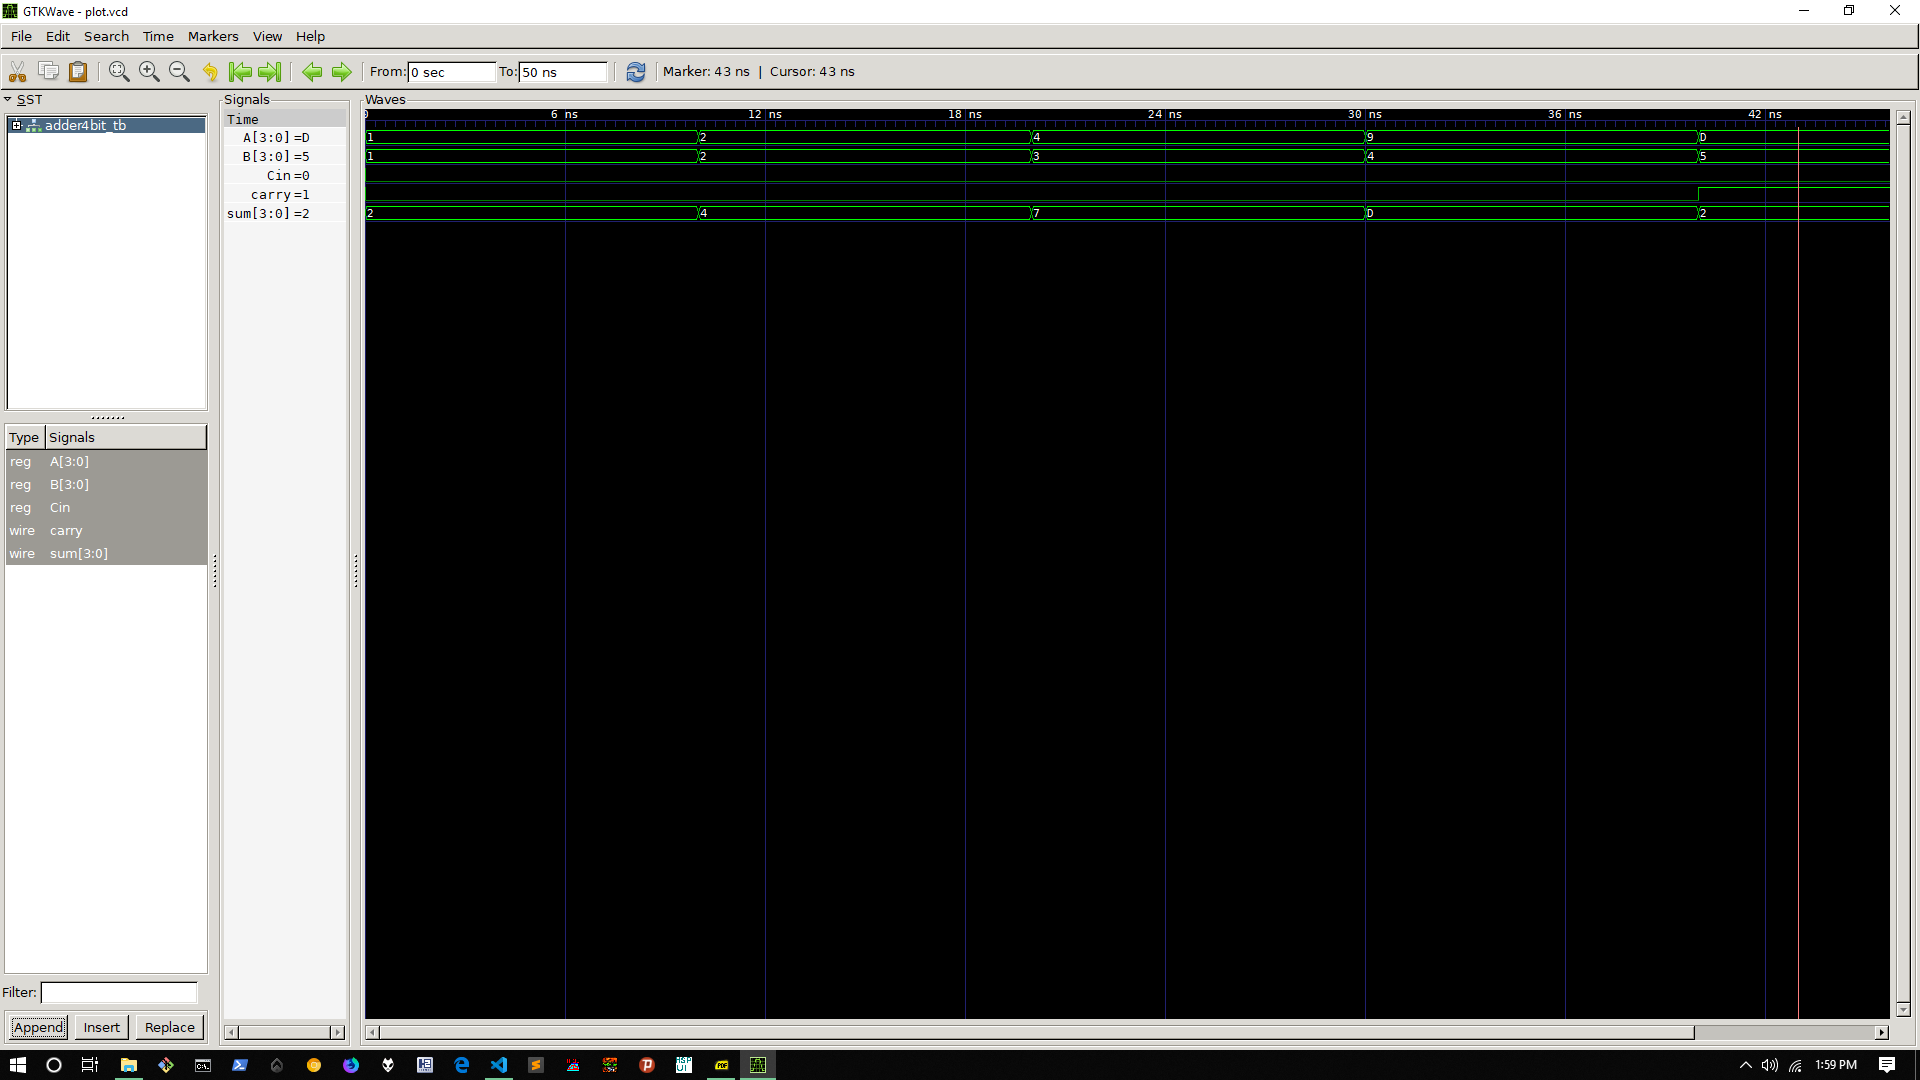 GTKWave - plot.vcd
File Edit Search Time Markers View Help
From: 0 sec To: 50 ns Marker: 43 ns | Cursor: 43 ns
SST
adder4bit_tb
Type Signals
reg A[3:0]
reg B[3:0]
reg Cin
wire carry
wire sum[3:0]
Filter:
Append Insert Replace
Signals
Time
A[3:0] =D
B[3:0] =5
Cin =0
carry =1
sum[3:0] =2
Waves
0 6 ns 12 ns 18 ns 24 ns 30 ns 36 ns 42 ns
1 2 4 9 D
1 2 3 4 5
2 4 7 D 2
1:59 PM